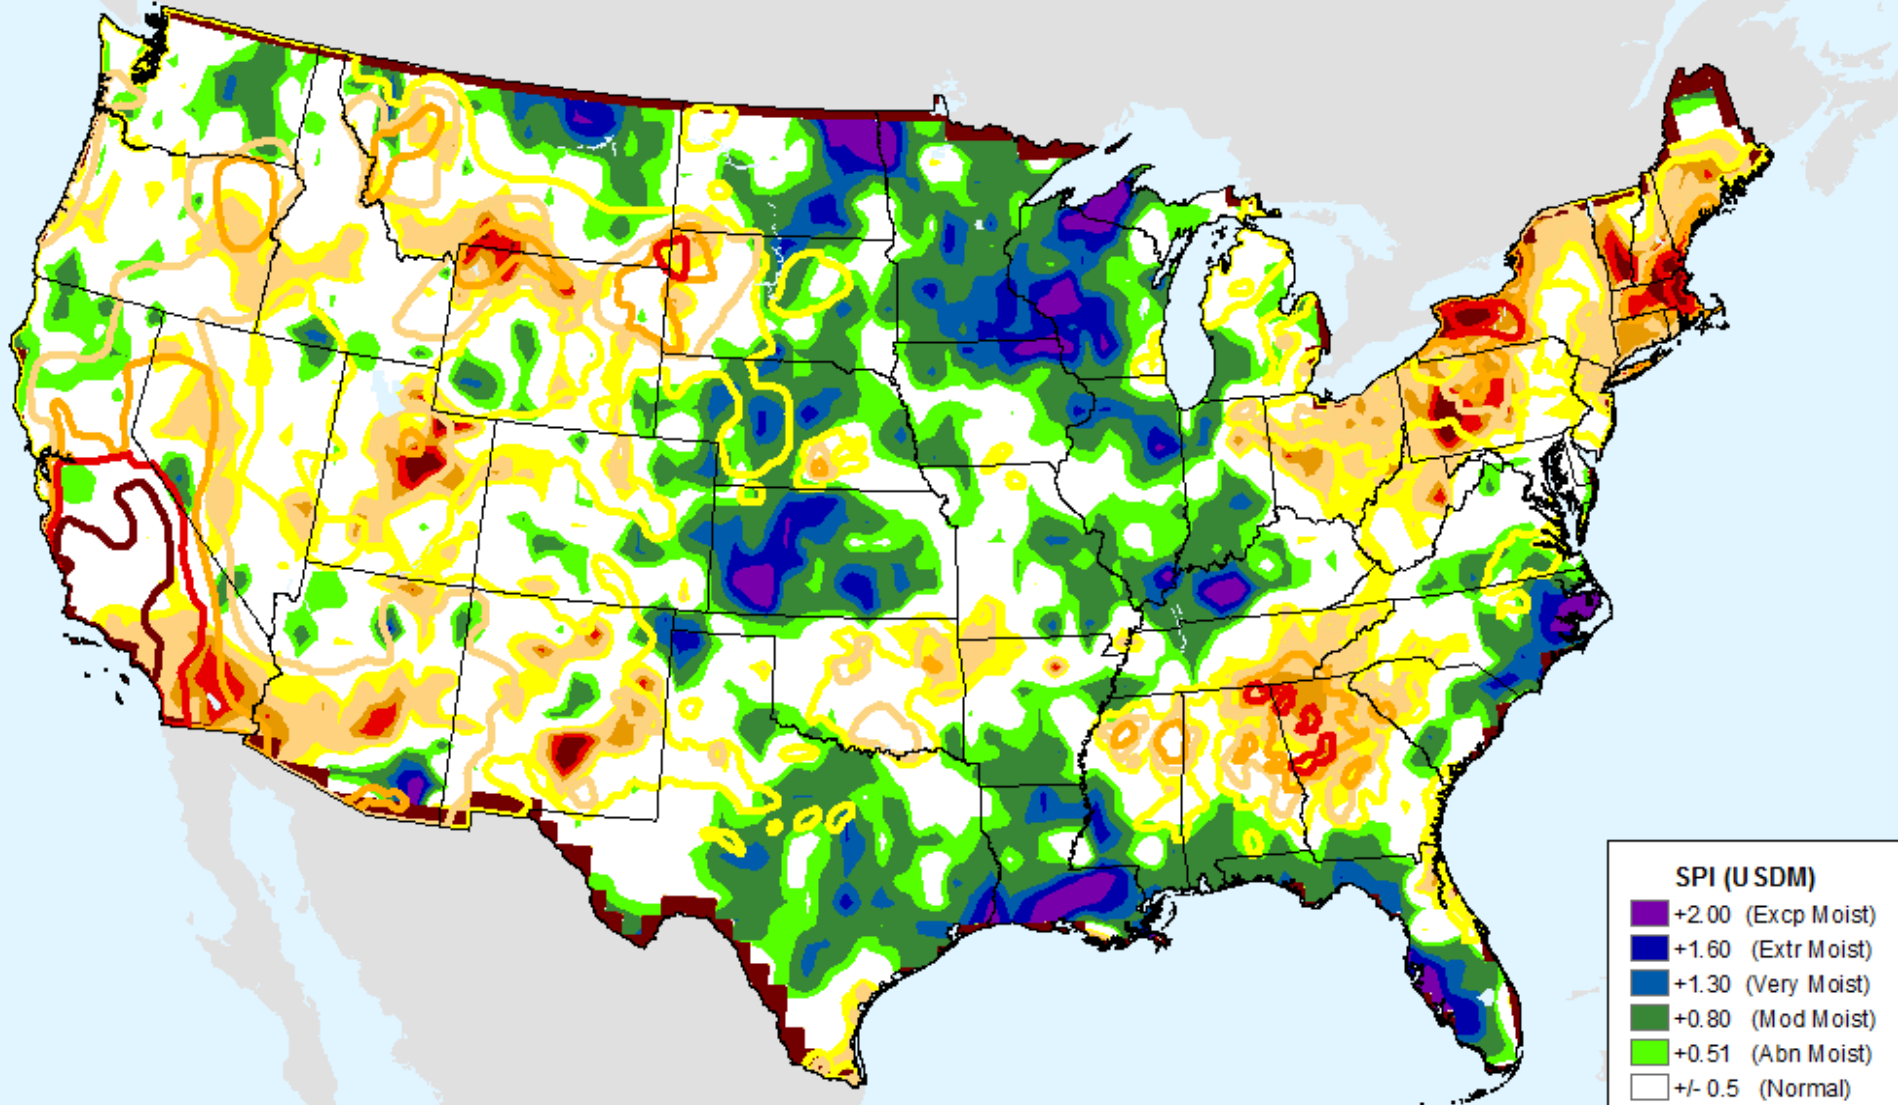 SPI (USDM)
+2.00 (Excp Moist)
+1.60 (Extr Moist)
+1.30 (Very Moist)
+0.80 (Mod Moist)
+0.51 (Abn Moist)
+/- 0.5 (Normal)